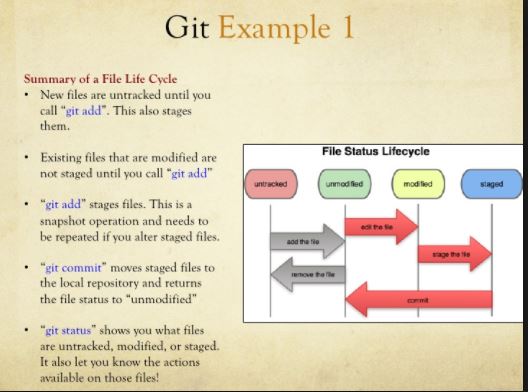 Git Example 1
Summary of a File Life Cycle
• New files are untracked until you
call “git add”. This also stages
them.
• Existing files that are modified are
not staged until you call “git add”
• “git add” stages files. This is a
snapshot operation and needs to
be repeated if you alter staged files.
• “git commit” moves staged files to
the local repository and returns
the file status to “unmodified”
• “git status” shows you what files
are untracked, modified, or staged.
It also let you know the actions
available on those files!
File Status Lifecycle
untracked
unmodified
modified
staged
edit the file
add the file
stage the file
remove the file
commit